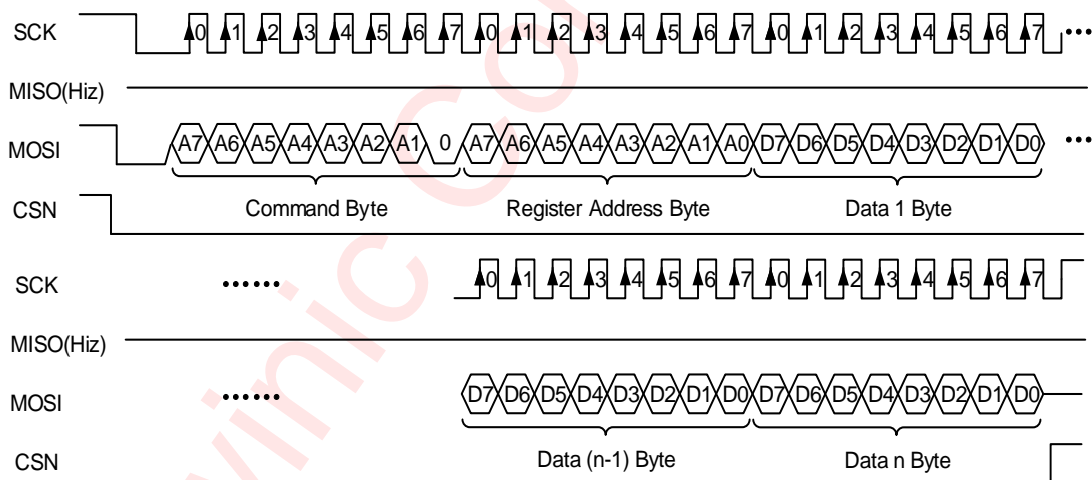 SCK 0 1 2 3 4 5 6 7 0 1 2 3 4 5 6 7 0 1 2 3 4 5 6 7 •••
MISO(Hiz)
MOSI A7 A6 A5 A4 A3 A2 A1 0 A7 A6 A5 A4 A3 A2 A1 A0 D7 D6 D5 D4 D3 D2 D1 D0 •••
CSN Command Byte Register Address Byte Data 1 Byte
SCK •••••• 0 1 2 3 4 5 6 7 0 1 2 3 4 5 6 7
MISO(Hiz)
MOSI •••••• D7 D6 D5 D4 D3 D2 D1 D0 D7 D6 D5 D4 D3 D2 D1 D0
CSN Data (n-1) Byte Data n Byte
vinic Co